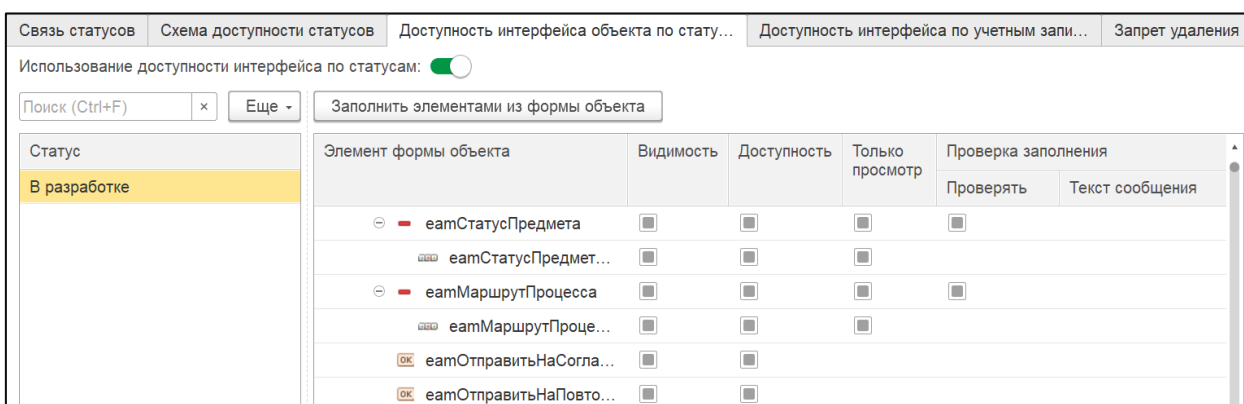 Связь статусов Схема доступности статусов Доступность интерфейса объекта по стату... Доступность интерфейса по учетным запи... Запрет удаления
Использование доступности интерфейса по статусам:
Поиск (Ctrl+F) × Еще Заполнить элементами из формы объекта
Статус Элемент формы объекта Видимость Доступность Только просмотр Проверка заполнения
Проверять Текст сообщения
В разработке
eamСтатусПредмета
eamСтатусПредмет...
eamМаршрутПроцесса
eamМаршрутПроце...
OK eamОтправитьНаСогла...
OK eamОтправитьНаПовто...